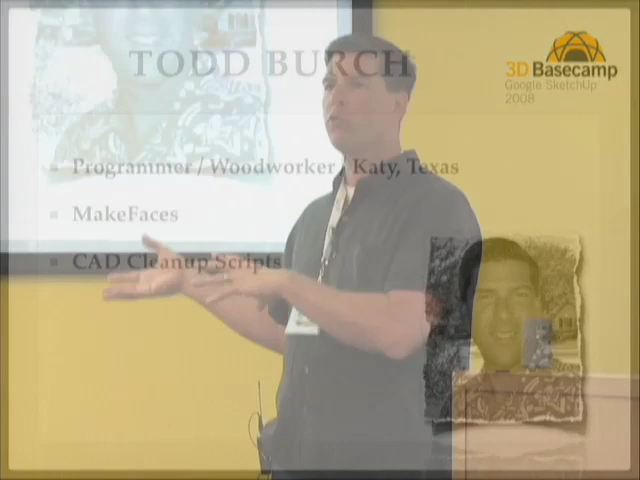 TODD BURCH
3D Basecamp
Google SketchUp
2008
Programmer / Woodworker / Katy, Texas
MakeFaces
CAD Cleanup Scripts